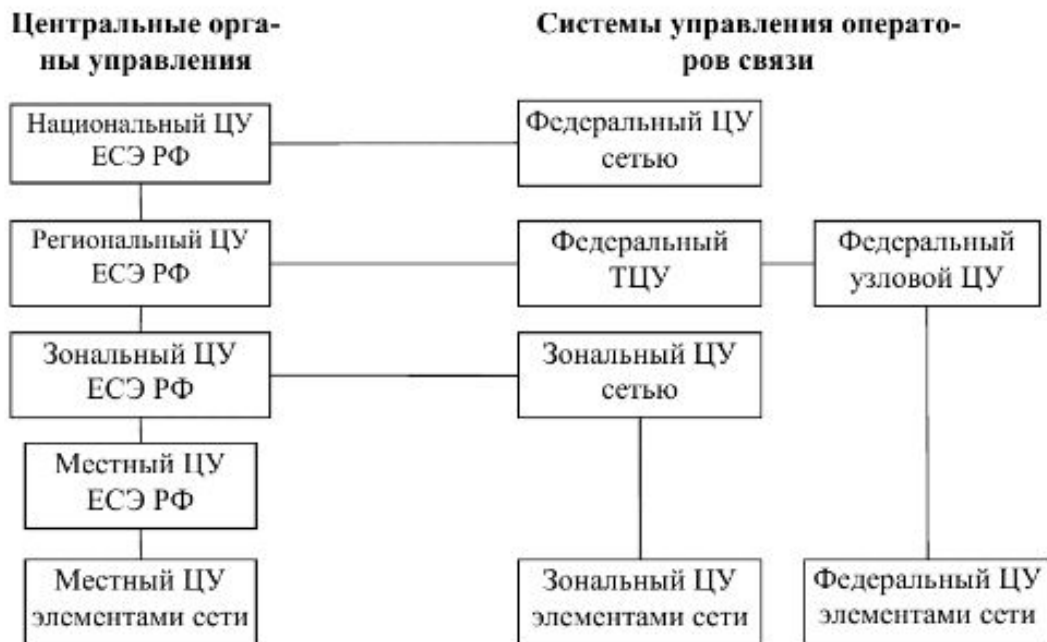 Центральные орга-
ны управления
Системы управления операто-
ров связи
Национальный ЦУ
ЕСЭ РФ
Федеральный ЦУ
сетью
Региональный ЦУ
ЕСЭ РФ
Федеральный
ТЦУ
Федеральный
узловой ЦУ
Зональный ЦУ
ЕСЭ РФ
Зональный ЦУ
сетью
Местный ЦУ
ЕСЭ РФ
Местный ЦУ
элементами сети
Зональный ЦУ
элементами сети
Федеральный ЦУ
элементами сети